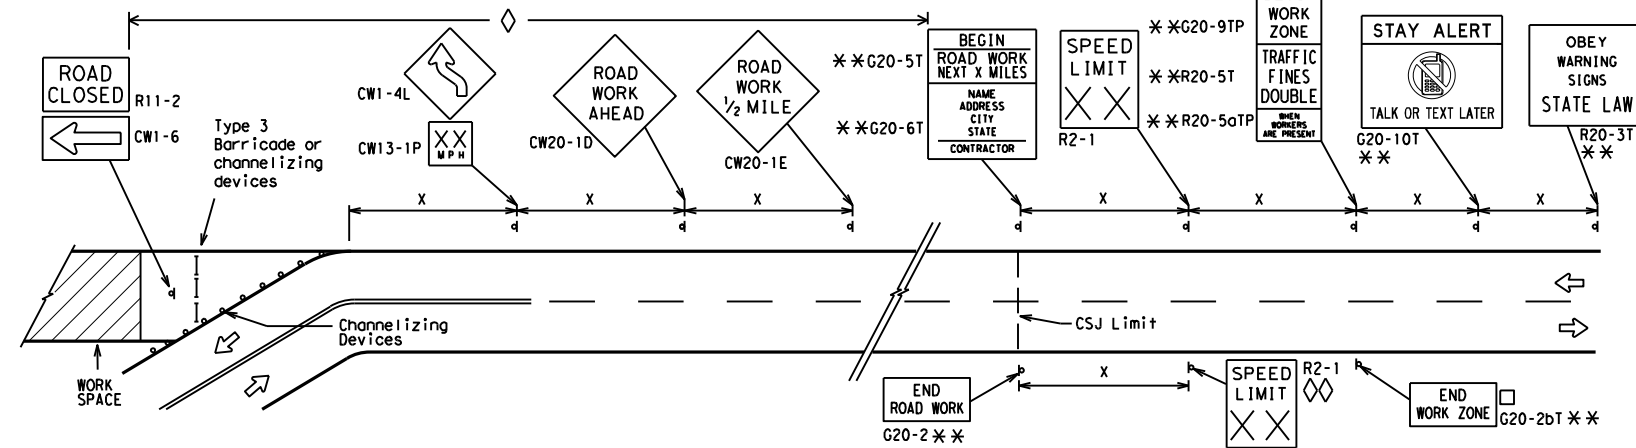 ROAD
CLOSED
R11-2
CW1-6
Type 3
Barricade or
channelizing
devices
CW1-4L
XX
MPH
CW13-1P
ROAD
WORK
AHEAD
CW20-1D
ROAD
WORK
1/2 MILE
CW20-1E
**G20-5T
**G20-6T
BEGIN
ROAD WORK
NEXT X MILES
NAME
ADDRESS
CITY
STATE
CONTRACTOR
SPEED
LIMIT
XX
R2-1
**G20-9TP
**R20-5T
**R20-5aTP
WORK
ZONE
TRAFFIC
FINES
DOUBLE
WHEN
WORKERS
ARE PRESENT
STAY ALERT
TALK OR TEXT LATER
G20-10T
**
OBEY
WARNING
SIGNS
STATE LAW
R20-3T
**
X
X
X
X
X
X
X
Channelizing
Devices
CSJ Limit
WORK
SPACE
END
ROAD WORK
G20-2**
X
SPEED
LIMIT
XX
R2-1
END
WORK ZONE
G20-2bT**